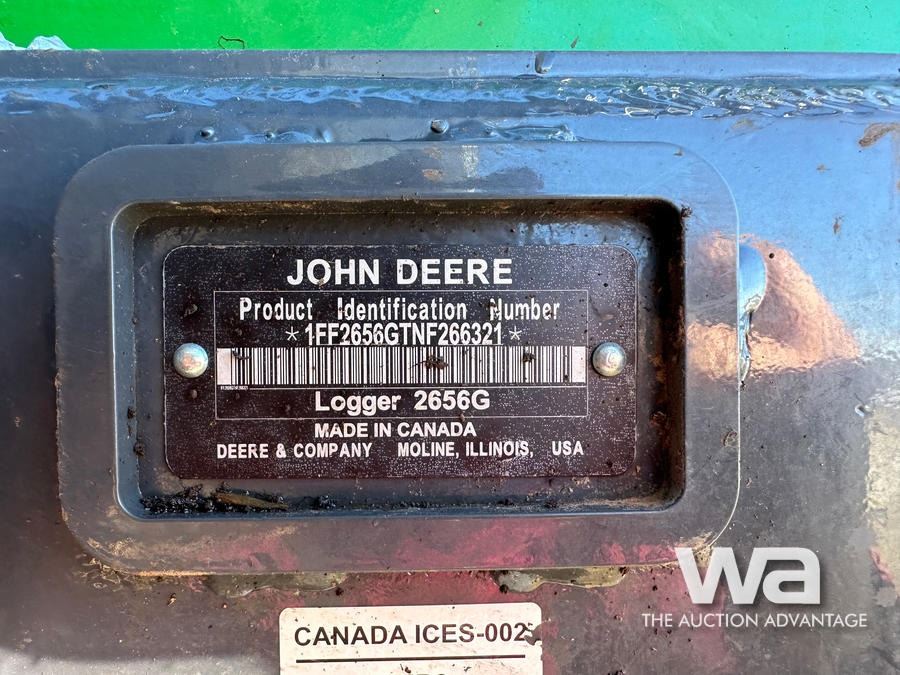 JOHN DEERE
Product Identification Number
*1FF2656GTNF266321*
Logger 2656G
MADE IN CANADA
DEERE & COMPANY MOLINE, ILLINOIS, USA
wa
THE AUCTION ADVANTAGE
CANADA ICES-002